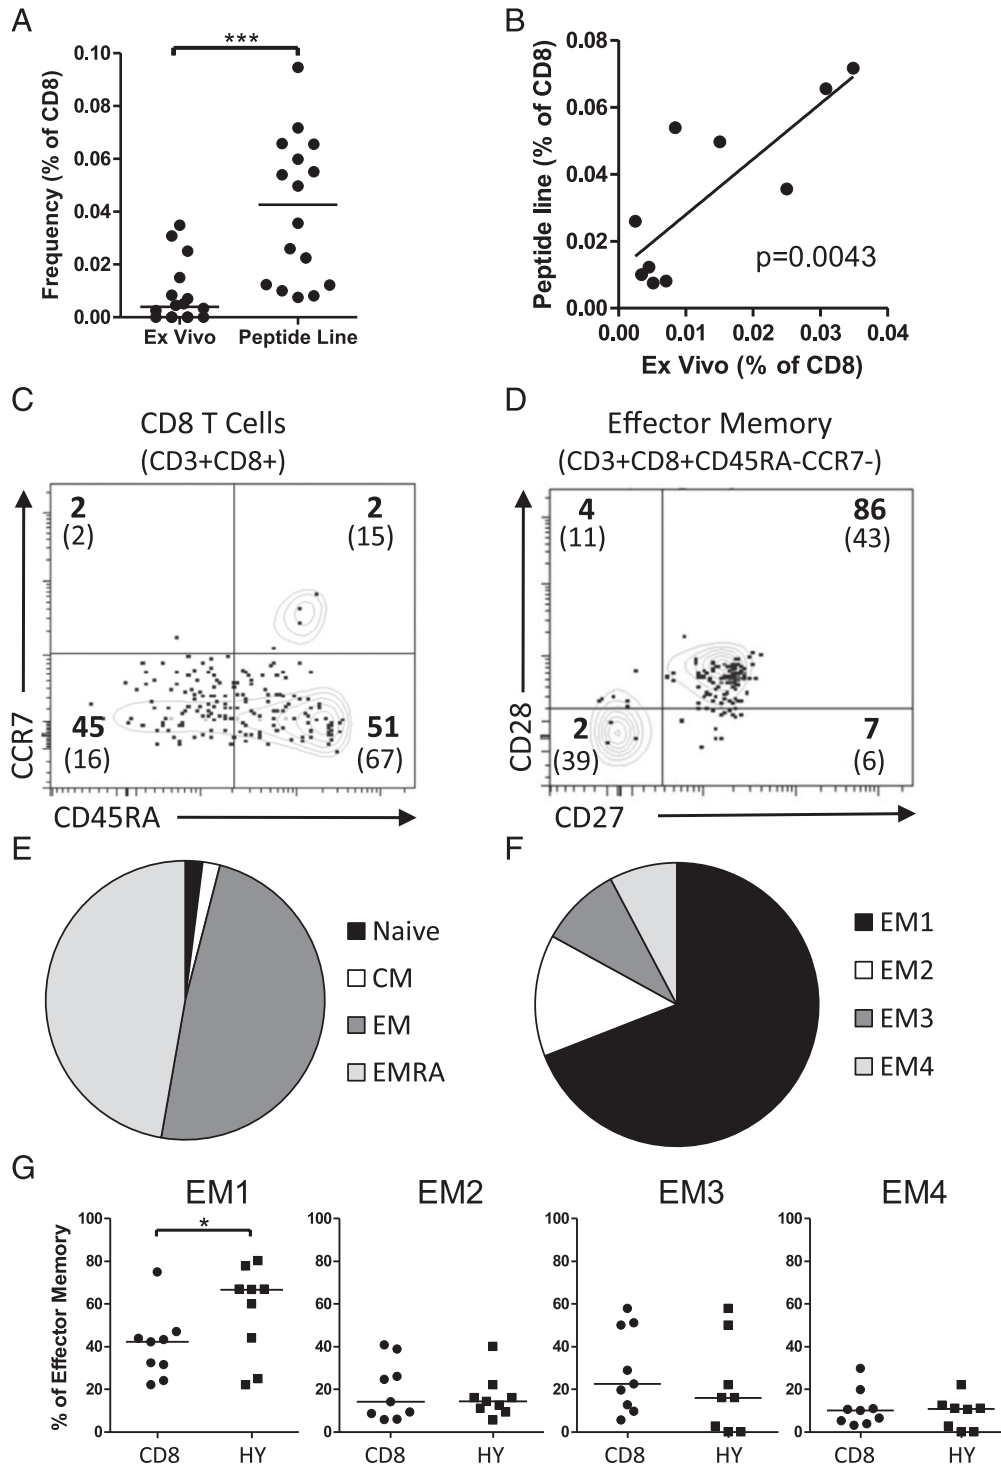 A
***
Frequency (% of CD8)
0.10
0.08
0.06
0.04
0.02
0.00
Ex Vivo
Peptide Line
B
Peptide line (% of CD8)
0.08
0.06
0.04
0.02
0.00
p=0.0043
0.00
0.01
0.02
0.03
0.04
Ex Vivo (% of CD8)
C
CD8 T Cells
(CD3+CD8+)
2
(2)
2
(15)
45
(16)
51
(67)
CCR7
CD45RA
D
Effector Memory
(CD3+CD8+CD45RA-CCR7-)
4
(11)
86
(43)
2
(39)
7
(6)
CD28
CD27
E
Naive
CM
EM
EMRA
F
EM1
EM2
EM3
EM4
G
% of Effector Memory
EM1
*
100
80
60
40
20
0
CD8
HY
EM2
100
80
60
40
20
0
CD8
HY
EM3
100
80
60
40
20
0
CD8
HY
EM4
100
80
60
40
20
0
CD8
HY